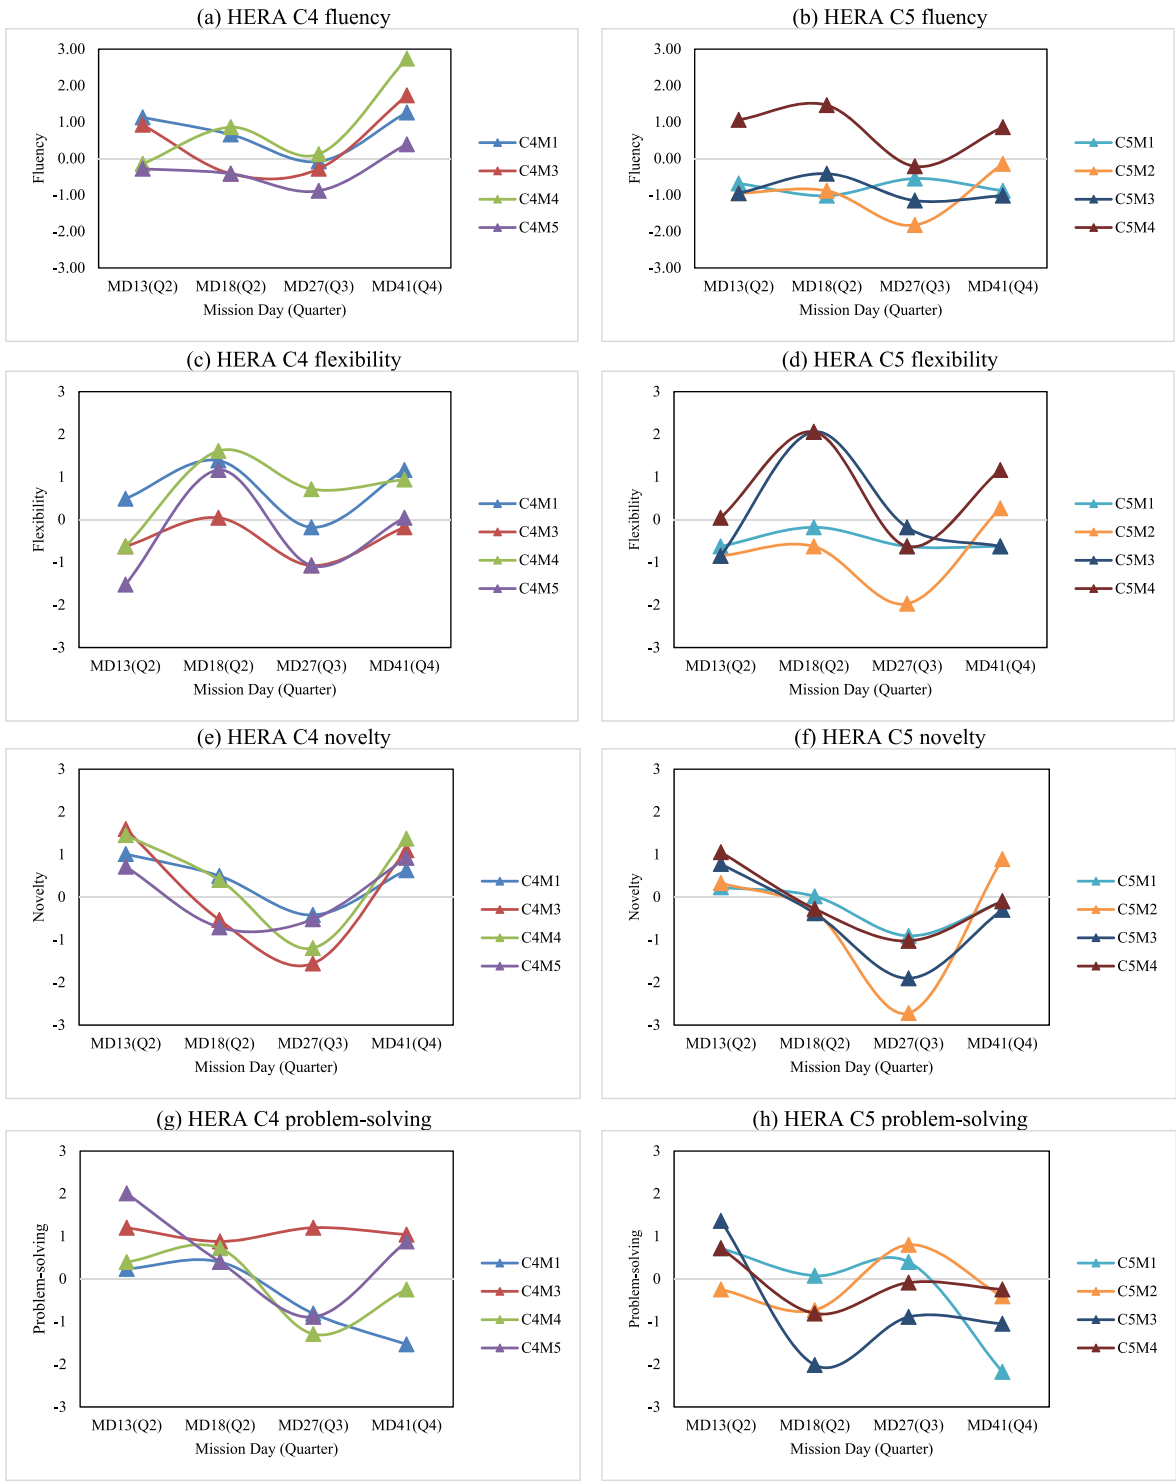 (a) HERA C4 fluency
3.00
2.00
1.00
0.00
-1.00
-2.00
-3.00
Fluency
MD13(Q2) MD18(Q2) MD27(Q3) MD41(Q4)
Mission Day (Quarter)
C4M1
C4M3
C4M4
C4M5
(b) HERA C5 fluency
3.00
2.00
1.00
0.00
-1.00
-2.00
-3.00
Fluency
MD13(Q2) MD18(Q2) MD27(Q3) MD41(Q4)
Mission Day (Quarter)
C5M1
C5M2
C5M3
C5M4
(c) HERA C4 flexibility
3
2
1
0
-1
-2
-3
Flexibility
MD13(Q2) MD18(Q2) MD27(Q3) MD41(Q4)
Mission Day (Quarter)
C4M1
C4M3
C4M4
C4M5
(d) HERA C5 flexibility
3
2
1
0
-1
-2
-3
Flexibility
MD13(Q2) MD18(Q2) MD27(Q3) MD41(Q4)
Mission Day (Quarter)
C5M1
C5M2
C5M3
C5M4
(e) HERA C4 novelty
3
2
1
0
-1
-2
-3
Novelty
MD13(Q2) MD18(Q2) MD27(Q3) MD41(Q4)
Mission Day (Quarter)
C4M1
C4M3
C4M4
C4M5
(f) HERA C5 novelty
3
2
1
0
-1
-2
-3
Novelty
MD13(Q2) MD18(Q2) MD27(Q3) MD41(Q4)
Mission Day (Quarter)
C5M1
C5M2
C5M3
C5M4
(g) HERA C4 problem-solving
3
2
1
0
-1
-2
-3
Problem-solving
MD13(Q2) MD18(Q2) MD27(Q3) MD41(Q4)
Mission Day (Quarter)
C4M1
C4M3
C4M4
C4M5
(h) HERA C5 problem-solving
3
2
1
0
-1
-2
-3
Problem-solving
MD13(Q2) MD18(Q2) MD27(Q3) MD41(Q4)
Mission Day (Quarter)
C5M1
C5M2
C5M3
C5M4